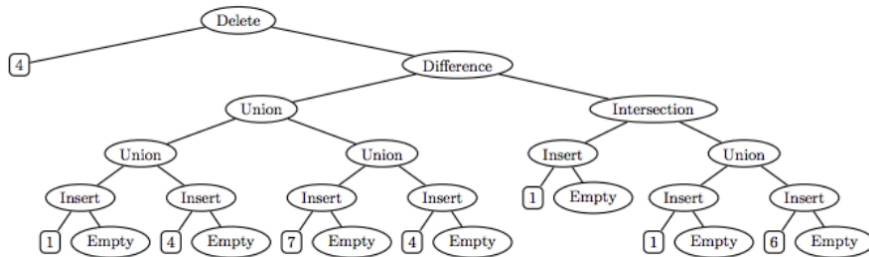 Delete
4 Difference
Union Intersection
Union Union Insert Union
Insert Insert Insert Insert 1 Empty Insert Insert
1 Empty 4 Empty 7 Empty 4 Empty 1 Empty 6 Empty